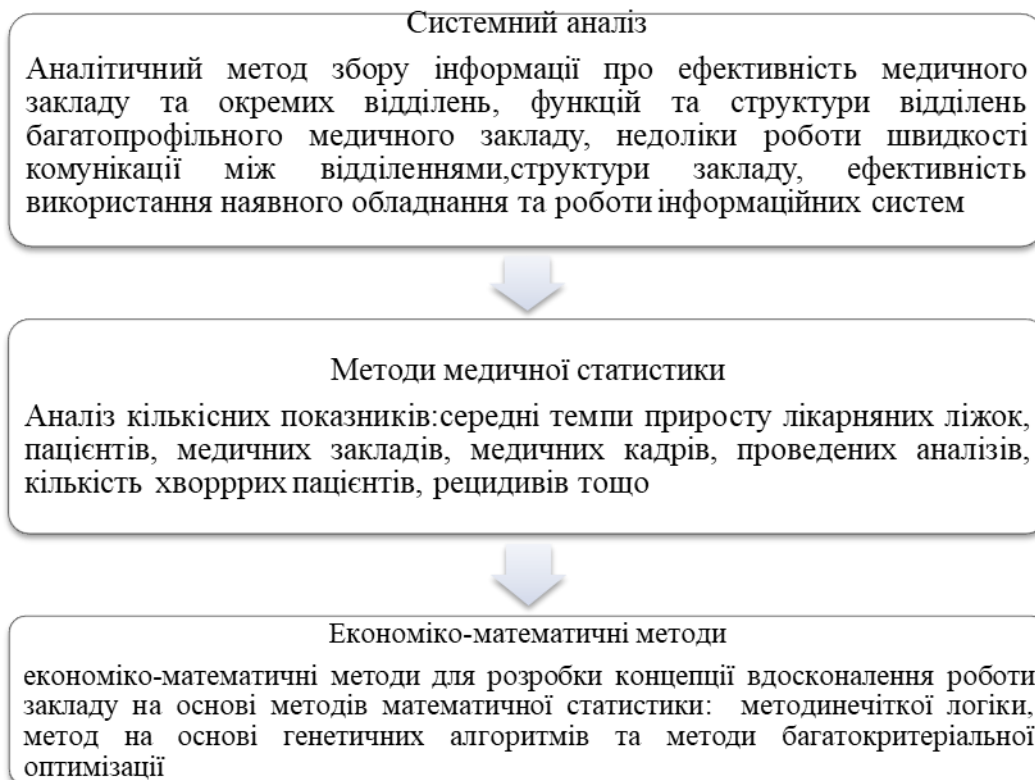 Системний аналіз
Аналітичний метод збору інформації про ефективність медичного
закладу та окремих відділень, функцій та структури відділень
багатопрофільного медичного закладу, недоліки роботи швидкості
комунікації між відділеннями,структури закладу, ефективність
використання наявного обладнання та роботи інформаційних систем
Методи медичної статистики
Аналіз кількісних показників:середні темпи приросту лікарняних ліжок,
пацієнтів, медичних закладів, медичних кадрів, проведених аналізів,
кількість хворррих пацієнтів, рецидивів тощо
Економіко-математичні методи
економіко-математичні методи для розробки концепції вдосконалення роботи
закладу на основі методів математичної статистики: методинечіткої логіки,
метод на основі генетичних алгоритмів та методи багатокритеріальної
оптимізації